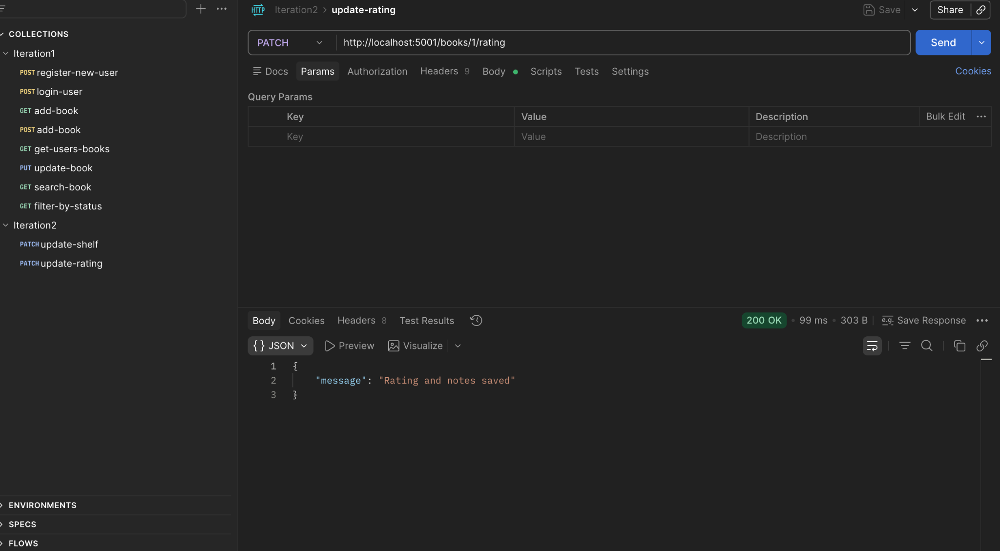 COLLECTIONS
Iteration1
POST register-new-user
POST login-user
GET add-book
POST add-book
GET get-users-books
PUT update-book
GET search-book
GET filter-by-status
Iteration2
PATCH update-shelf
PATCH update-rating
ENVIRONMENTS
SPECS
FLOWS
HTTP Iteration2 > update-rating Save Share
PATCH http://localhost:5001/books/1/rating Send
Docs Params Authorization Headers 9 Body Scripts Tests Settings Cookies
Query Params
Key Value Description Bulk Edit
Key Value Description
Body Cookies Headers 8 Test Results 200 OK • 99 ms • 303 B e.g. Save Response
{} JSON Preview Visualize
1 {
2 "message": "Rating and notes saved"
3 }